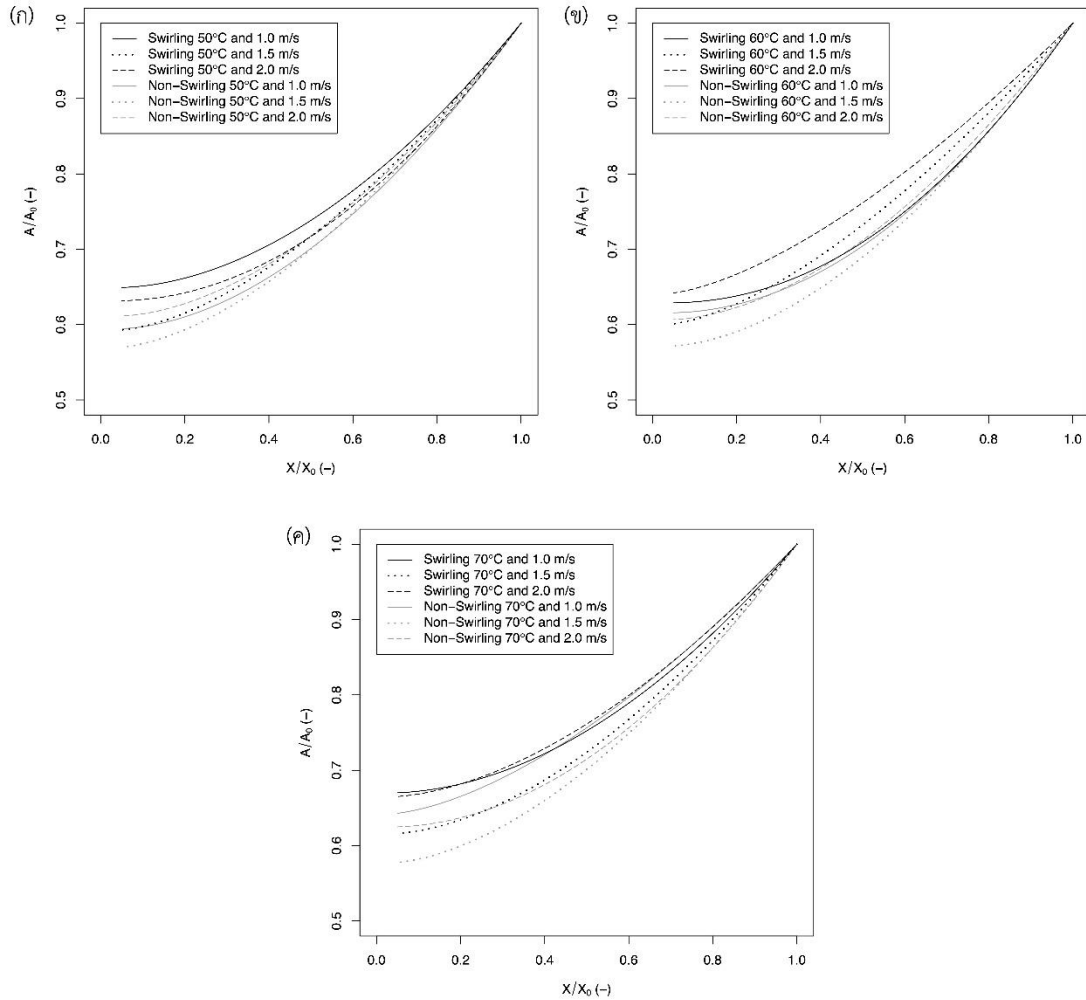 (ก)
Swirling 50°C and 1.0 m/s
Swirling 50°C and 1.5 m/s
Swirling 50°C and 2.0 m/s
Non−Swirling 50°C and 1.0 m/s
Non−Swirling 50°C and 1.5 m/s
Non−Swirling 50°C and 2.0 m/s
A/A₀ (−)
1.0
0.9
0.8
0.7
0.6
0.5
0.0 0.2 0.4 0.6 0.8 1.0
X/X₀ (−)
(ข)
Swirling 60°C and 1.0 m/s
Swirling 60°C and 1.5 m/s
Swirling 60°C and 2.0 m/s
Non−Swirling 60°C and 1.0 m/s
Non−Swirling 60°C and 1.5 m/s
Non−Swirling 60°C and 2.0 m/s
A/A₀ (−)
1.0
0.9
0.8
0.7
0.6
0.5
0.0 0.2 0.4 0.6 0.8 1.0
X/X₀ (−)
(ค)
Swirling 70°C and 1.0 m/s
Swirling 70°C and 1.5 m/s
Swirling 70°C and 2.0 m/s
Non−Swirling 70°C and 1.0 m/s
Non−Swirling 70°C and 1.5 m/s
Non−Swirling 70°C and 2.0 m/s
A/A₀ (−)
1.0
0.9
0.8
0.7
0.6
0.5
0.0 0.2 0.4 0.6 0.8 1.0
X/X₀ (−)